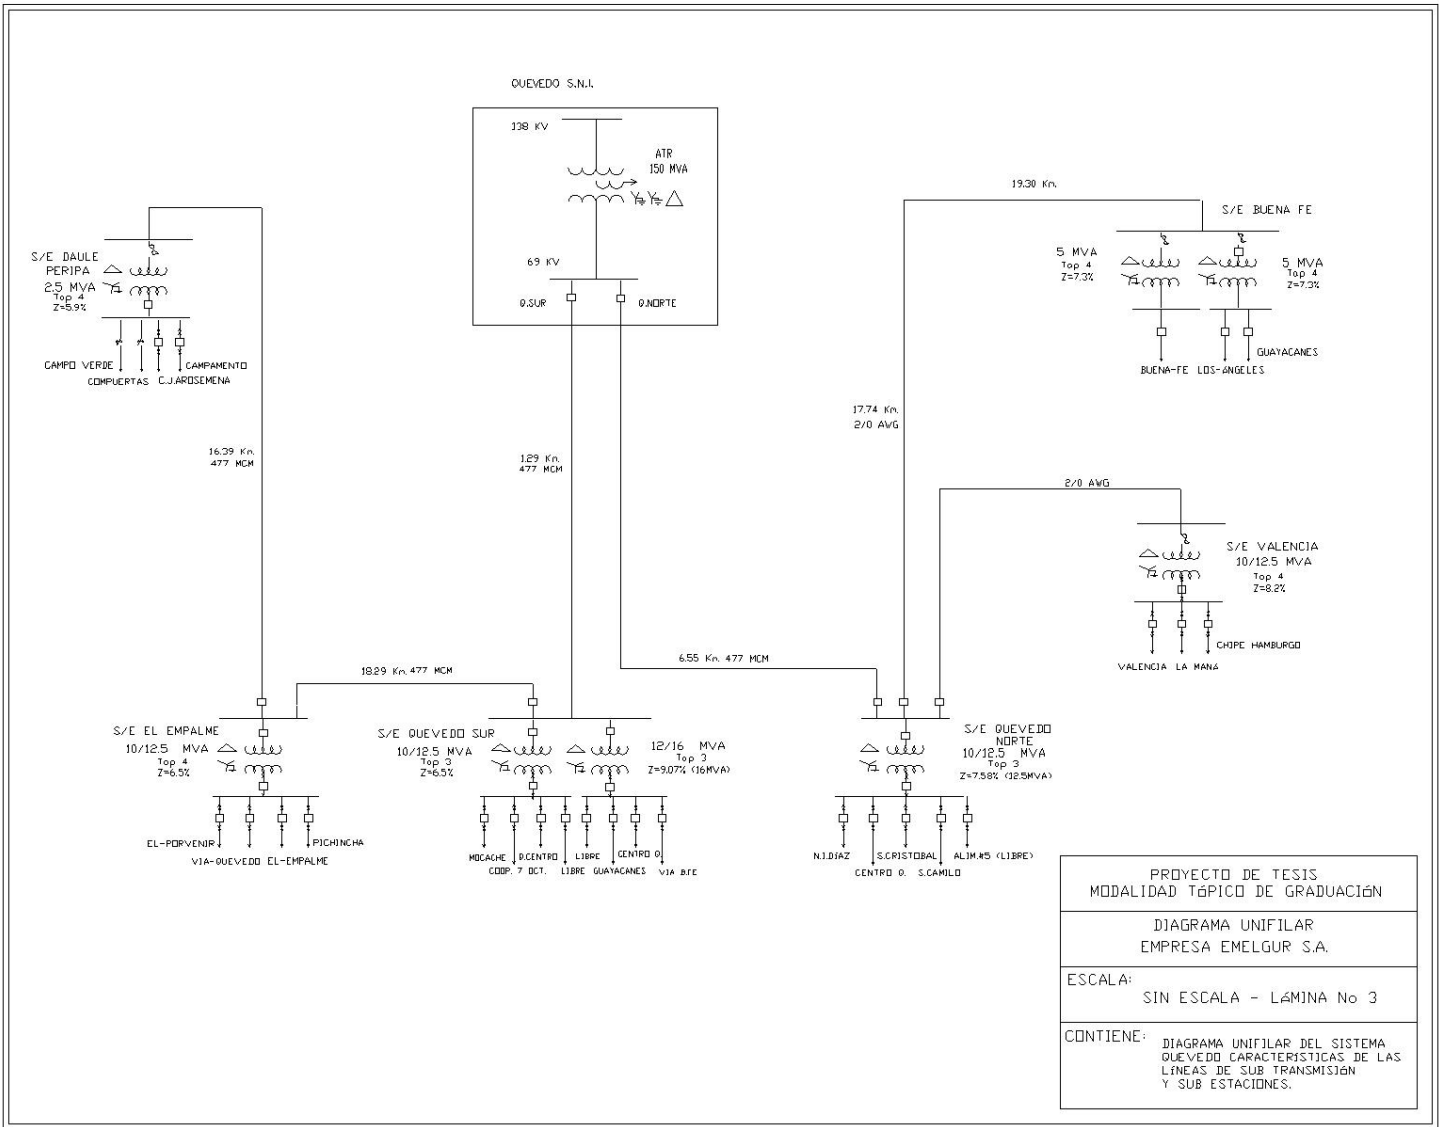 QUEVEDO S.N.I.
138 KV
ATR
150 MVA
69 KV
Q.SUR
Q.NORTE
S/E DAULE
PERIPA
2.5 MVA
Top 4
Z=5.9%
CAMPO VERDE
COMPUERTAS
C.J.AROSEMENA
CAMPAMENTO
16.39 Km.
477 MCM
1.29 Km.
477 MCM
19.30 Km.
S/E BUENA FE
5 MVA
Top 4
Z=7.3%
5 MVA
Top 4
Z=7.3%
GUAYACANES
BUENA-FE
LOS-ÁNGELES
17.74 Km.
2/0 AWG
2/0 AWG
S/E VALENCIA
10/12.5 MVA
Top 4
Z=8.2%
CHIPE HAMBURGO
VALENCIA
LA MANÁ
18.29 Km. 477 MCM
6.55 Km. 477 MCM
S/E EL EMPALME
10/12.5 MVA
Top 4
Z=6.5%
EL-PORVENIR
VIA-QUEVEDO
EL-EMPALME
PICHINCHA
S/E QUEVEDO SUR
10/12.5 MVA
Top 3
Z=6.5%
12/16 MVA
Top 3
Z=9.07% (16MVA)
MOCACHE
COOP. 7 OCT.
D.CENTRO
LIBRE
LIBRE
GUAYACANES
CENTRO Q.
VIA B.FE
S/E QUEVEDO
NORTE
10/12.5 MVA
Top 3
Z=7.58% (12.5MVA)
N.I.DíAZ
CENTRO Q.
S.CRISTOBAL
S.CAMILO
ALIM.#5 (LIBRE)
PROYECTO DE TESIS
MODALIDAD TóPICO DE GRADUACIóN
DIAGRAMA UNIFILAR
EMPRESA EMELGUR S.A.
ESCALA:
SIN ESCALA - LáMINA No 3
CONTIENE:
DIAGRAMA UNIFILAR DEL SISTEMA
QUEVEDO CARACTERíSTICAS DE LAS
LíNEAS DE SUB TRANSMISIóN
Y SUB ESTACIONES.